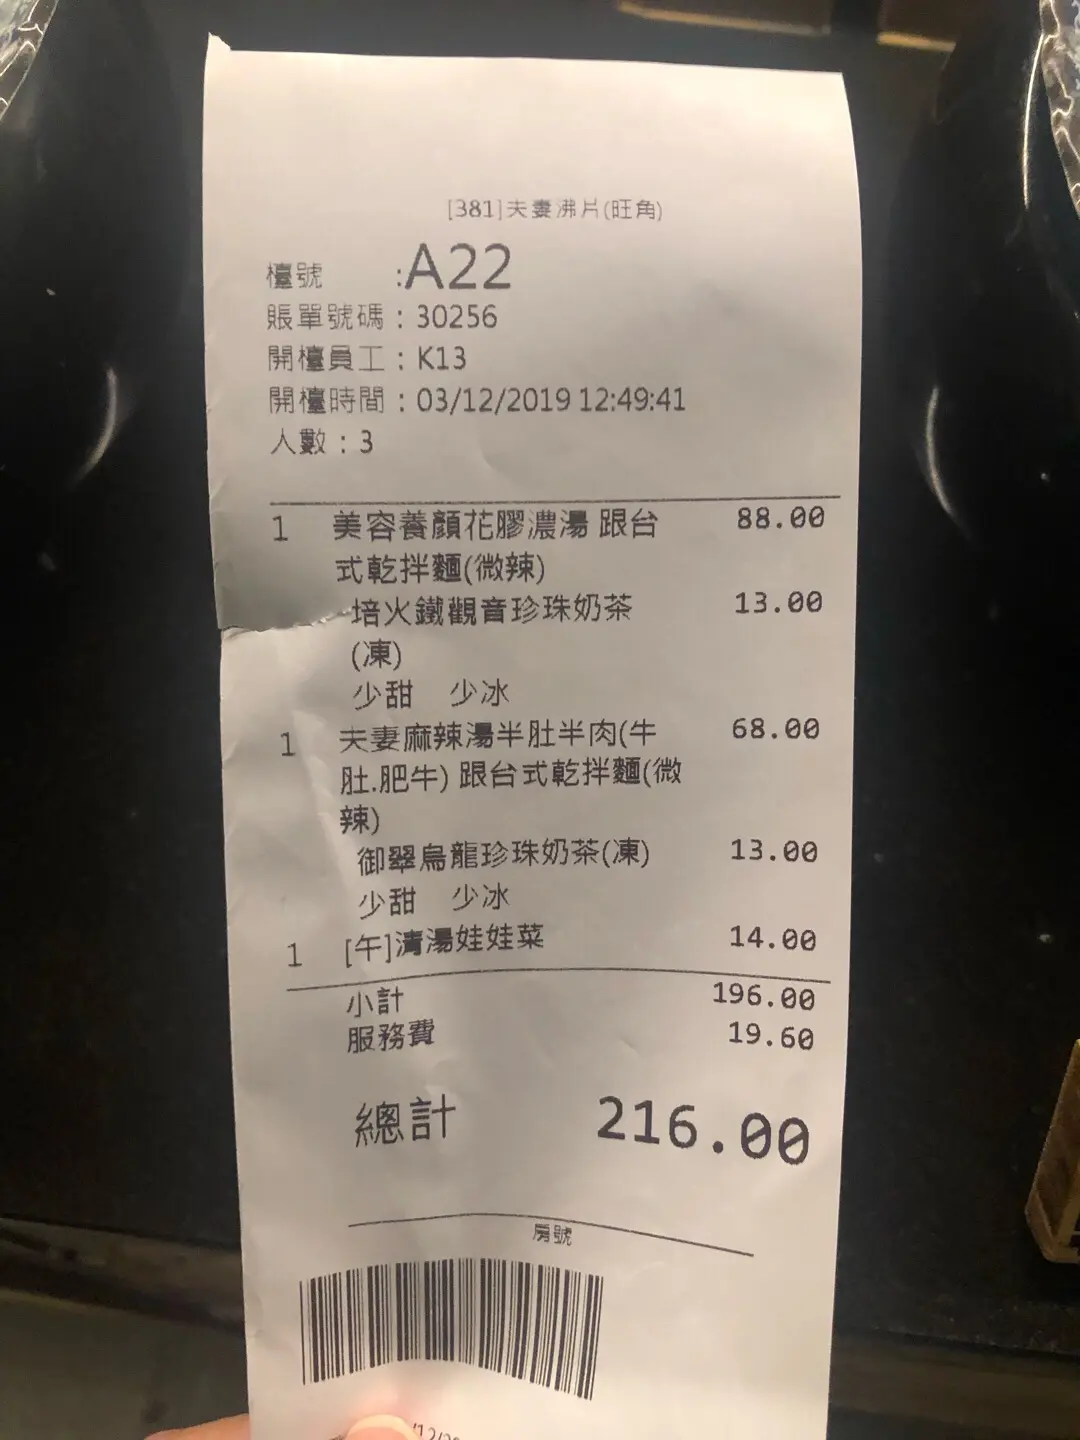 [381]夫妻沸片(旺角)
檯號 :A22
賬單號碼：30256
開檯員工：K13
開檯時間：03/12/2019 12:49:41
人數：3
1 美容養顏花膠濃湯 跟台 88.00
式乾拌麵(微辣)
焙火鐵觀音珍珠奶茶 13.00
(凍)
少甜 少冰
1 夫妻麻辣湯半肚半肉(牛 68.00
肚.肥牛) 跟台式乾拌麵(微
辣)
御翠烏龍珍珠奶茶(凍) 13.00
少甜 少冰
1 [午]清湯娃娃菜 14.00
小計 196.00
服務費 19.60
總計 216.00
房號